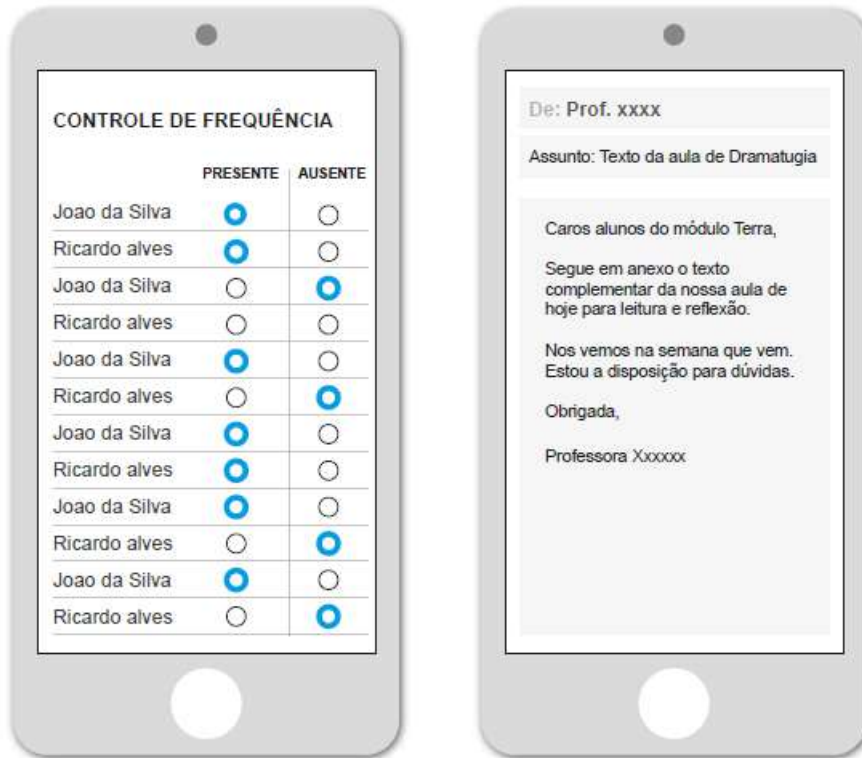 CONTROLE DE FREQUÊNCIA
PRESENTE AUSENTE
Joao da Silva
Ricardo alves
Joao da Silva
Ricardo alves
Joao da Silva
Ricardo alves
Joao da Silva
Ricardo alves
Joao da Silva
Ricardo alves
Joao da Silva
Ricardo alves
De: Prof. xxxx
Assunto: Texto da aula de Dramatugia
Caros alunos do módulo Terra,
Segue em anexo o texto
complementar da nossa aula de
hoje para leitura e reflexão.
Nos vemos na semana que vem.
Estou a disposição para dúvidas.
Obrigada,
Professora Xxxxxx